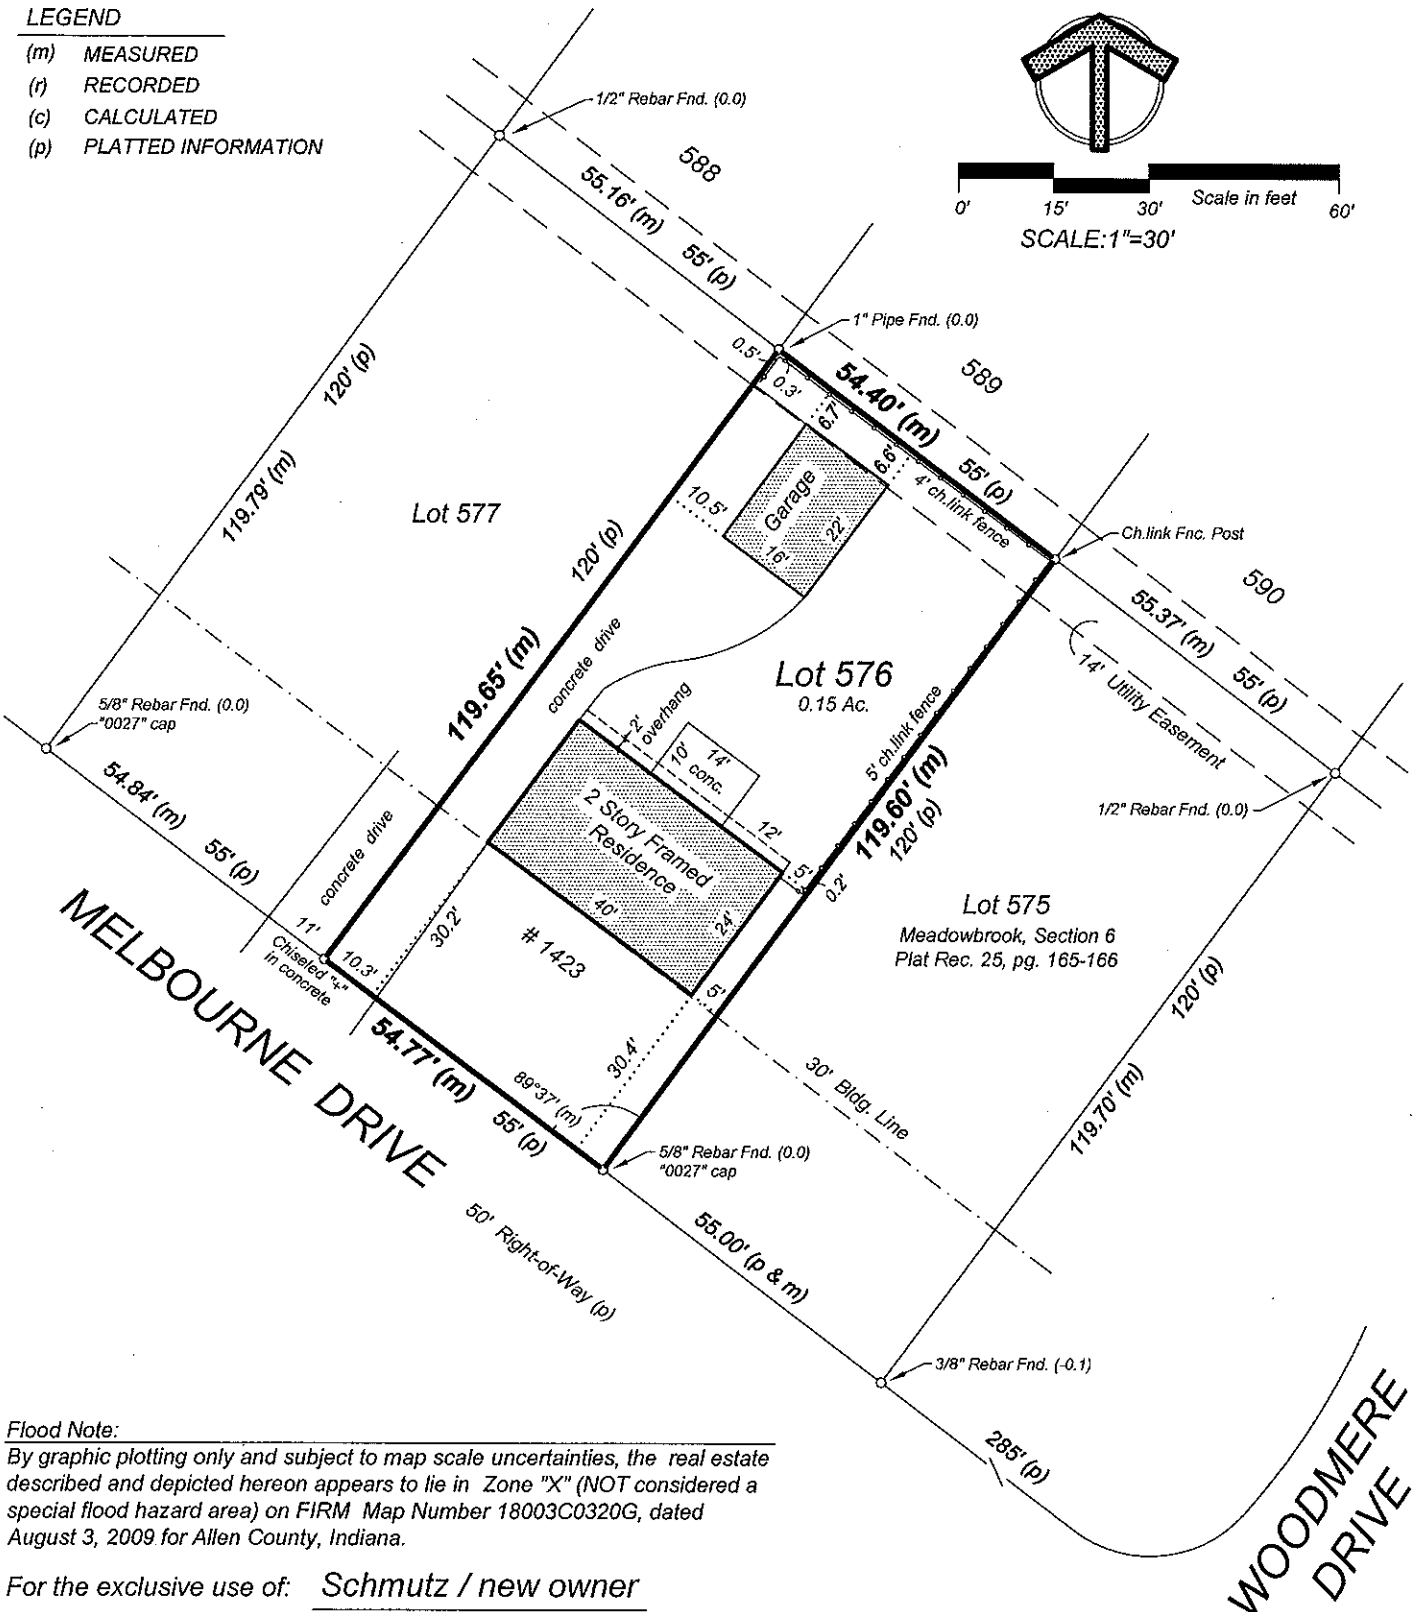 LEGEND
(m) MEASURED
(r) RECORDED
(c) CALCULATED
(p) PLATTED INFORMATION
0' 15' 30' Scale in feet 60'
SCALE:1"=30'
1/2" Rebar Fnd. (0.0)
588
55.16' (m)
55' (p)
1" Pipe Fnd. (0.0)
589
0.5'
0.3'
54.40' (m)
55' (p)
6.7'
6.6'
4' ch.link fence
Ch.link Fnc. Post
590
55.37' (m)
55' (p)
14' Utility Easement
1/2" Rebar Fnd. (0.0)
120' (p)
119.79' (m)
Lot 577
120' (p)
119.65' (m)
10.5'
Garage
22'
16'
concrete drive
Lot 576
0.15 Ac.
5' ch.link fence
119.60' (m)
120' (p)
5/8" Rebar Fnd. (0.0)
"0027" cap
54.84' (m)
55' (p)
concrete drive
11'
Chiseled "+"
in concrete
2'
overhang
10'
14'
conc.
12'
5'
0.2'
2 Story Framed
Residence
40'
24'
# 1423
5'
30.2'
10.3'
30.4'
89°37' (m)
54.77' (m)
55' (p)
Lot 575
Meadowbrook, Section 6
Plat Rec. 25, pg. 165-166
120' (p)
119.70' (m)
30' Bldg. Line
MELBOURNE DRIVE
50' Right-of-Way (p)
5/8" Rebar Fnd. (0.0)
"0027" cap
55.00' (p & m)
3/8" Rebar Fnd. (-0.1)
285' (p)
WOODMERE
DRIVE
Flood Note:
By graphic plotting only and subject to map scale uncertainties, the real estate
described and depicted hereon appears to lie in Zone "X" (NOT considered a
special flood hazard area) on FIRM Map Number 18003C0320G, dated
August 3, 2009 for Allen County, Indiana.
For the exclusive use of: Schmutz / new owner